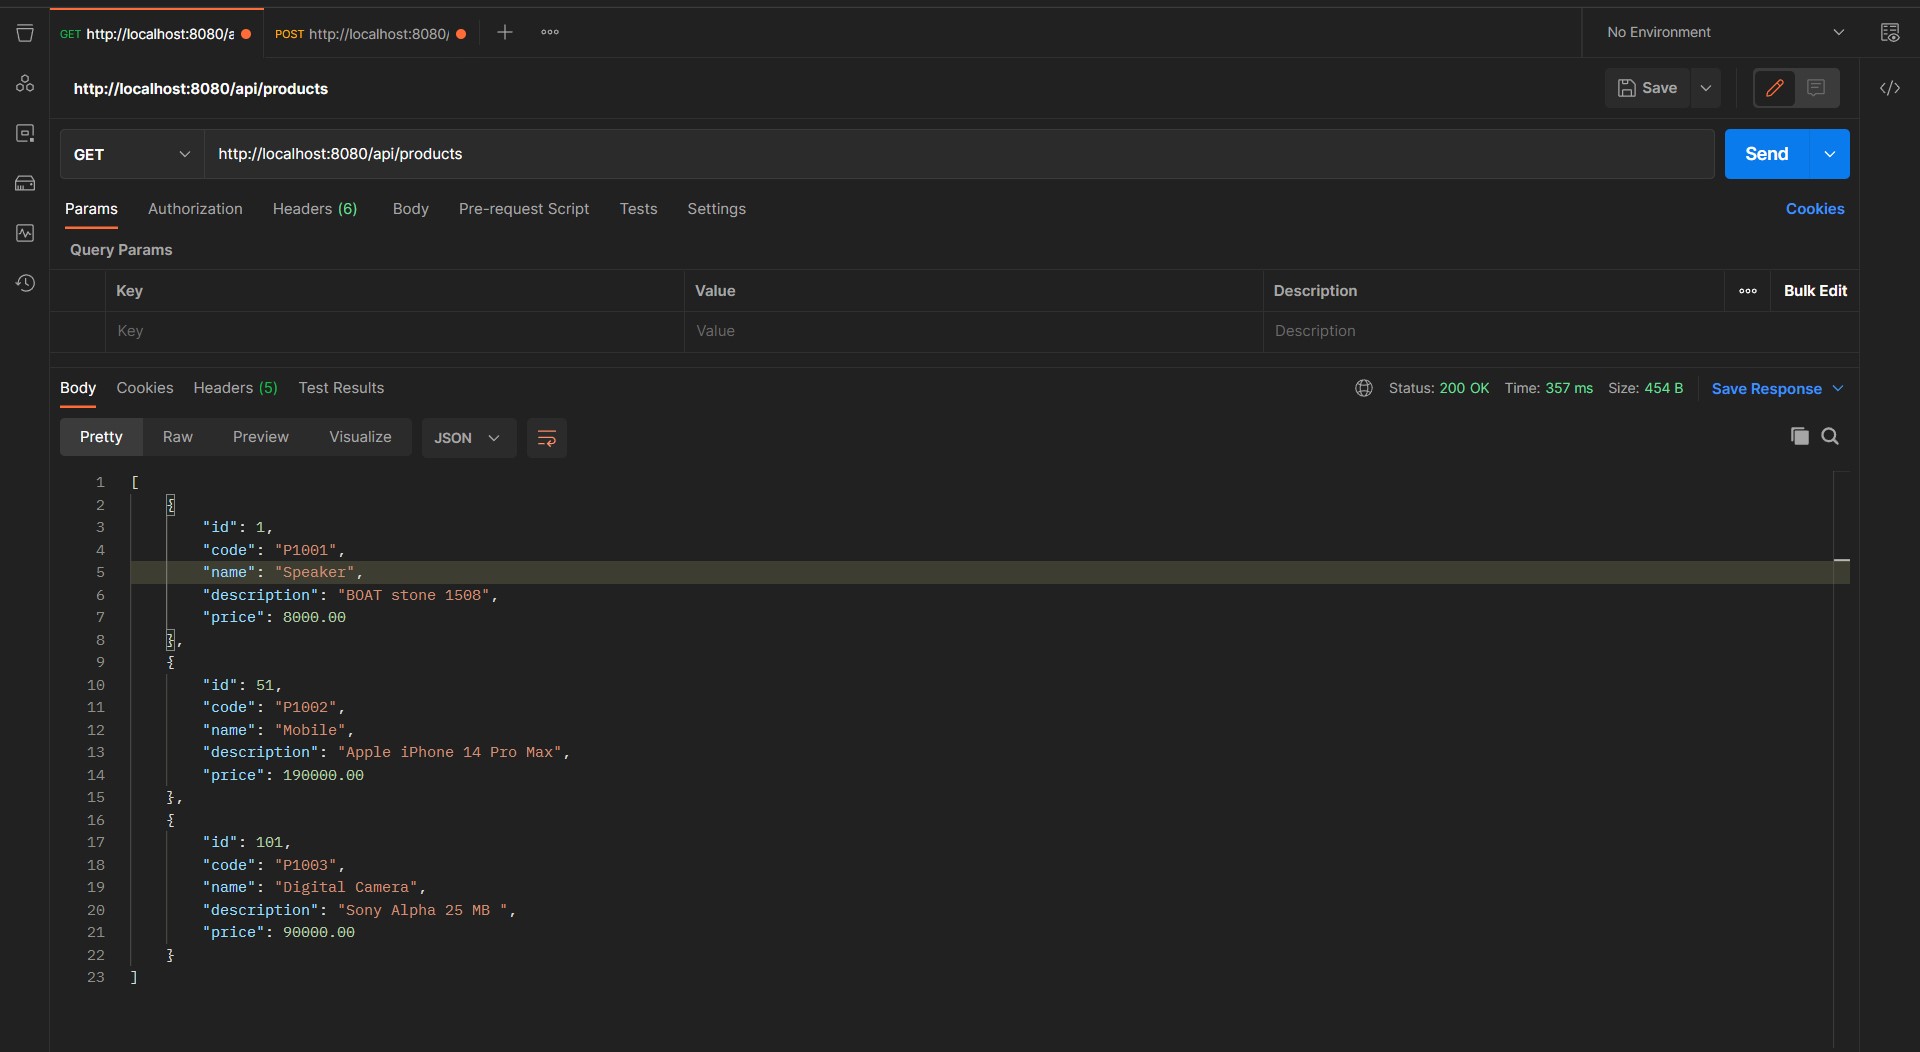 GET http://localhost:8080/a POST http://localhost:8080/ No Environment
http://localhost:8080/api/products Save
GET http://localhost:8080/api/products Send
Params Authorization Headers (6) Body Pre-request Script Tests Settings Cookies
Query Params
Key Value Description Bulk Edit
Key Value Description
Body Cookies Headers (5) Test Results Status: 200 OK Time: 357 ms Size: 454 B Save Response
Pretty Raw Preview Visualize JSON
1 [
2 {
3 "id": 1,
4 "code": "P1001",
5 "name": "Speaker",
6 "description": "BOAT stone 1508",
7 "price": 8000.00
8 },
9 {
10 "id": 51,
11 "code": "P1002",
12 "name": "Mobile",
13 "description": "Apple iPhone 14 Pro Max",
14 "price": 190000.00
15 },
16 {
17 "id": 101,
18 "code": "P1003",
19 "name": "Digital Camera",
20 "description": "Sony Alpha 25 MB ",
21 "price": 90000.00
22 }
23 ]